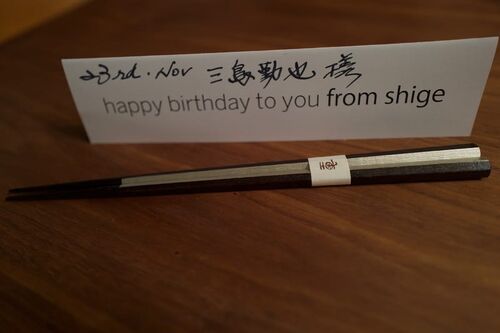 23rd. Nov 三島勤也 様
happy birthday to you from shige